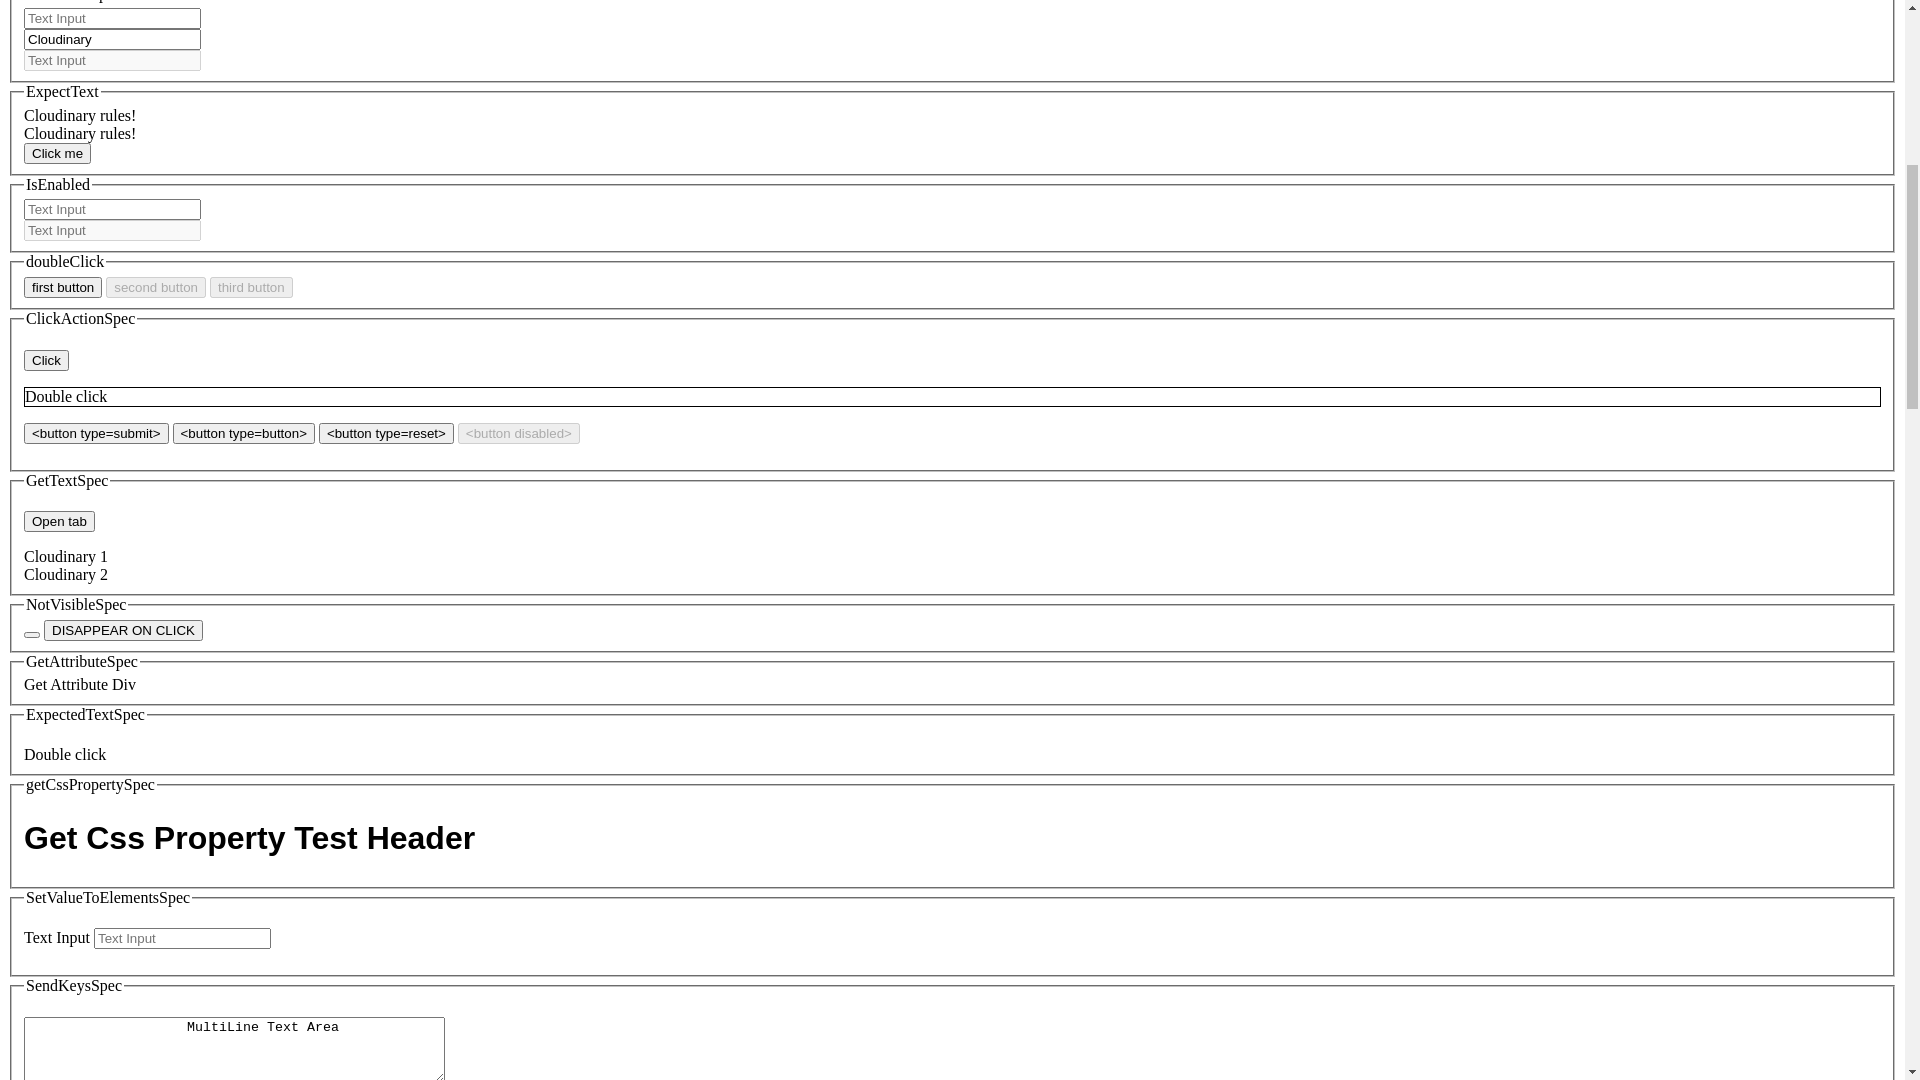 Text Input
Cloudinary
Text Input
ExpectText
Cloudinary rules!
Cloudinary rules!
Click me
IsEnabled
Text Input
Text Input
doubleClick
first button second button third button
ClickActionSpec
Click
Double click
<button type=submit> <button type=button> <button type=reset> <button disabled>
GetTextSpec
Open tab
Cloudinary 1
Cloudinary 2
NotVisibleSpec
DISAPPEAR ON CLICK
GetAttributeSpec
Get Attribute Div
ExpectedTextSpec
Double click
getCssPropertySpec
Get Css Property Test Header
SetValueToElementsSpec
Text Input Text Input
SendKeysSpec
MultiLine Text Area